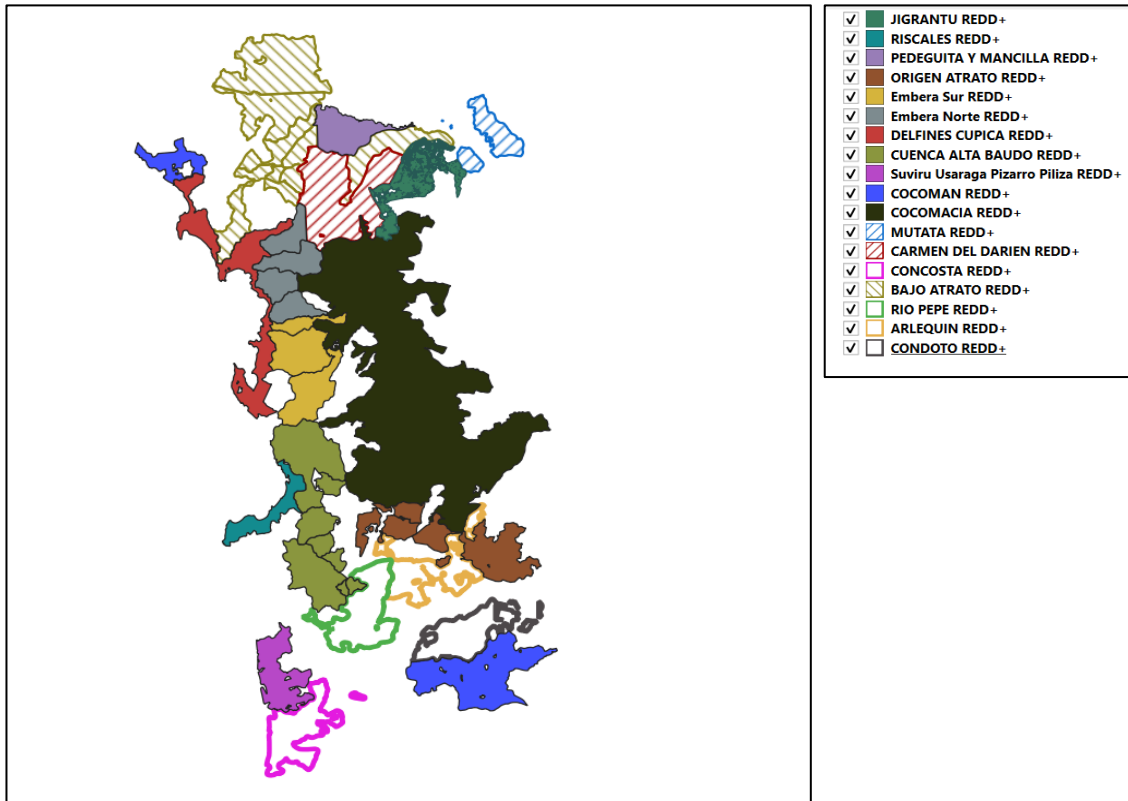 JIGRANTU REDD+
RISCALES REDD+
PEDEGUITA Y MANCILLA REDD+
ORIGEN ATRATO REDD+
Embera Sur REDD+
Embera Norte REDD+
DELFINES CUPICA REDD+
CUENCA ALTA BAUDO REDD+
Suviru Usaraga Pizarro Piliza REDD+
COCOMAN REDD+
COCOMACIA REDD+
MUTATA REDD+
CARMEN DEL DARIEN REDD+
CONCOSTA REDD+
BAJO ATRATO REDD+
RIO PEPE REDD+
ARLEQUIN REDD+
CONDOTO REDD+